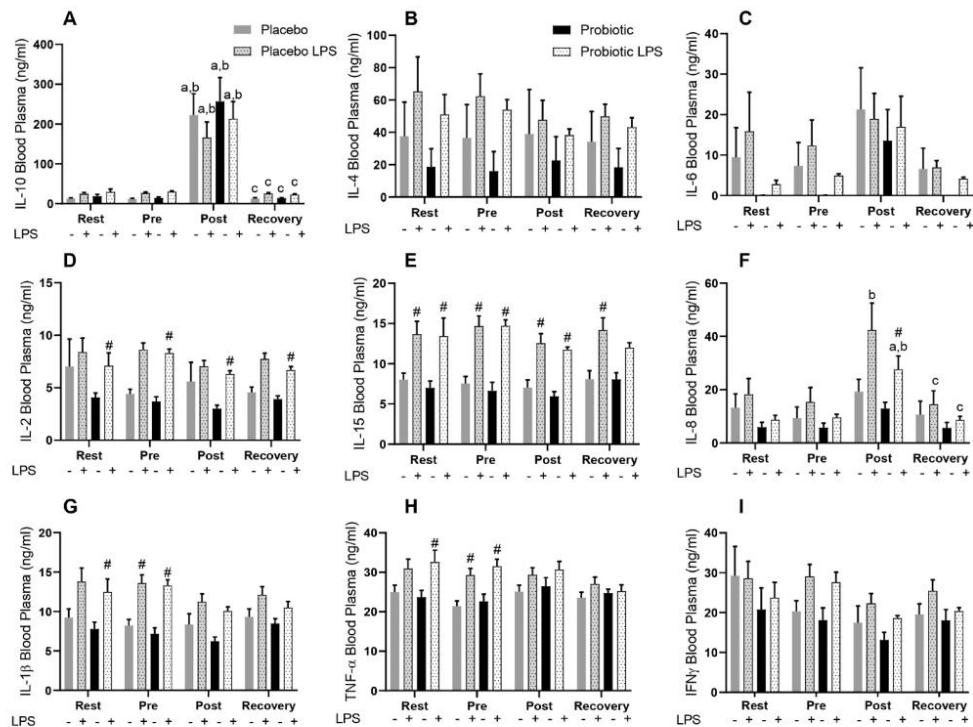 A
B
C
Placebo
Placebo LPS
Probiotic
Probiotic LPS
IL-10 Blood Plasma (ng/ml)
400
300
200
100
0
a,b
a,b
a,b
a,b
c c c c
Rest Pre Post Recovery
LPS - + - + - + - + - + - + - + - +
IL-4 Blood Plasma (ng/ml)
100
80
60
40
20
0
Rest Pre Post Recovery
- + - + - + - + - + - + - + - +
IL-6 Blood Plasma (ng/ml)
40
30
20
10
0
Rest Pre Post Recovery
- + - + - + - + - + - + - + - +
D
E
F
IL-2 Blood Plasma (ng/ml)
15
10
5
0
# # # #
Rest Pre Post Recovery
LPS - + - + - + - + - + - + - + - +
IL-15 Blood Plasma (ng/ml)
20
15
10
5
0
# # # # # # #
Rest Pre Post Recovery
- + - + - + - + - + - + - + - +
IL-8 Blood Plasma (ng/ml)
60
40
20
0
b
#
a,b
c
c
Rest Pre Post Recovery
- + - + - + - + - + - + - + - +
G
H
I
IL-1β Blood Plasma (ng/ml)
20
15
10
5
0
# # #
Rest Pre Post Recovery
LPS - + - + - + - + - + - + - + - +
TNF-α Blood Plasma (ng/ml)
40
30
20
10
0
# # #
Rest Pre Post Recovery
- + - + - + - + - + - + - + - +
IFNγ Blood Plasma (ng/ml)
40
30
20
10
0
Rest Pre Post Recovery
- + - + - + - + - + - + - + - +